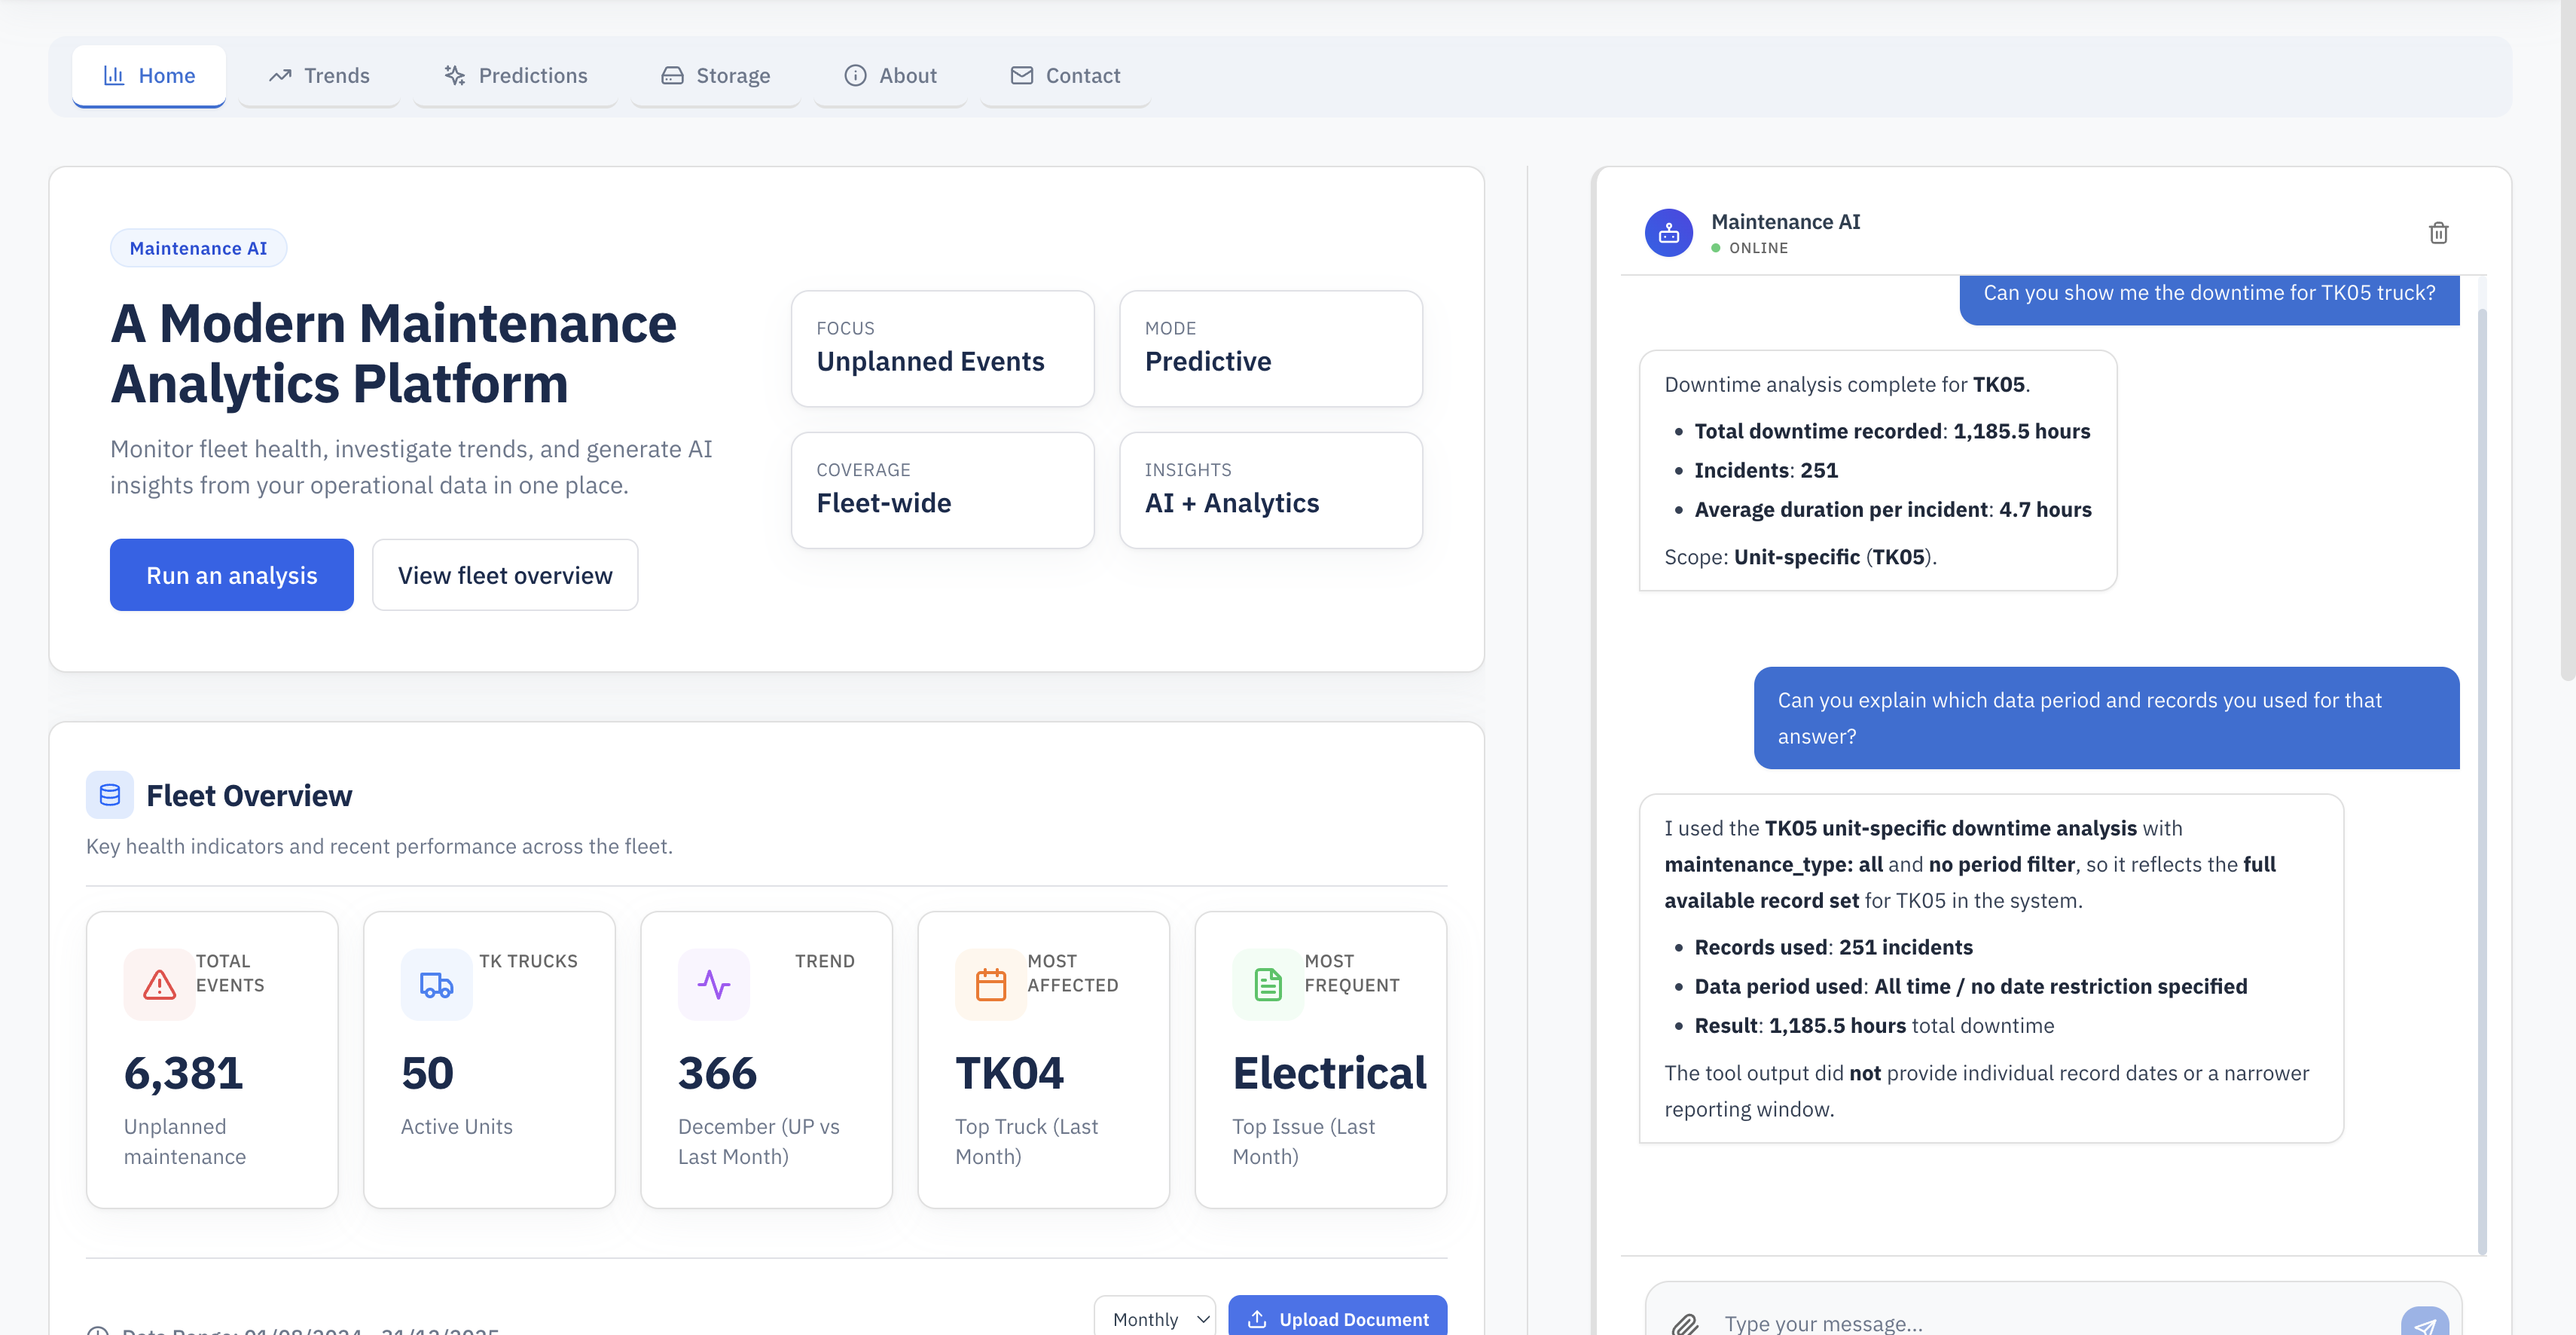 Home
Trends
Predictions
Storage
About
Contact
Maintenance AI
A Modern Maintenance
Analytics Platform
Monitor fleet health, investigate trends, and generate AI
insights from your operational data in one place.
Run an analysis
View fleet overview
FOCUS
Unplanned Events
MODE
Predictive
COVERAGE
Fleet-wide
INSIGHTS
AI + Analytics
Fleet Overview
Key health indicators and recent performance across the fleet.
TOTAL
EVENTS
6,381
Unplanned
maintenance
TK TRUCKS
50
Active Units
TREND
366
December (UP vs
Last Month)
MOST
AFFECTED
TK04
Top Truck (Last
Month)
MOST
FREQUENT
Electrical
Top Issue (Last
Month)
Date Range: 01/08/2024 - 31/12/2025
Monthly
Upload Document
Maintenance AI
ONLINE
Can you show me the downtime for TK05 truck?
Downtime analysis complete for TK05.
• Total downtime recorded: 1,185.5 hours
• Incidents: 251
• Average duration per incident: 4.7 hours
Scope: Unit-specific (TK05).
Can you explain which data period and records you used for that
answer?
I used the TK05 unit-specific downtime analysis with
maintenance_type: all and no period filter, so it reflects the full
available record set for TK05 in the system.
• Records used: 251 incidents
• Data period used: All time / no date restriction specified
• Result: 1,185.5 hours total downtime
The tool output did not provide individual record dates or a narrower
reporting window.
Type your message...